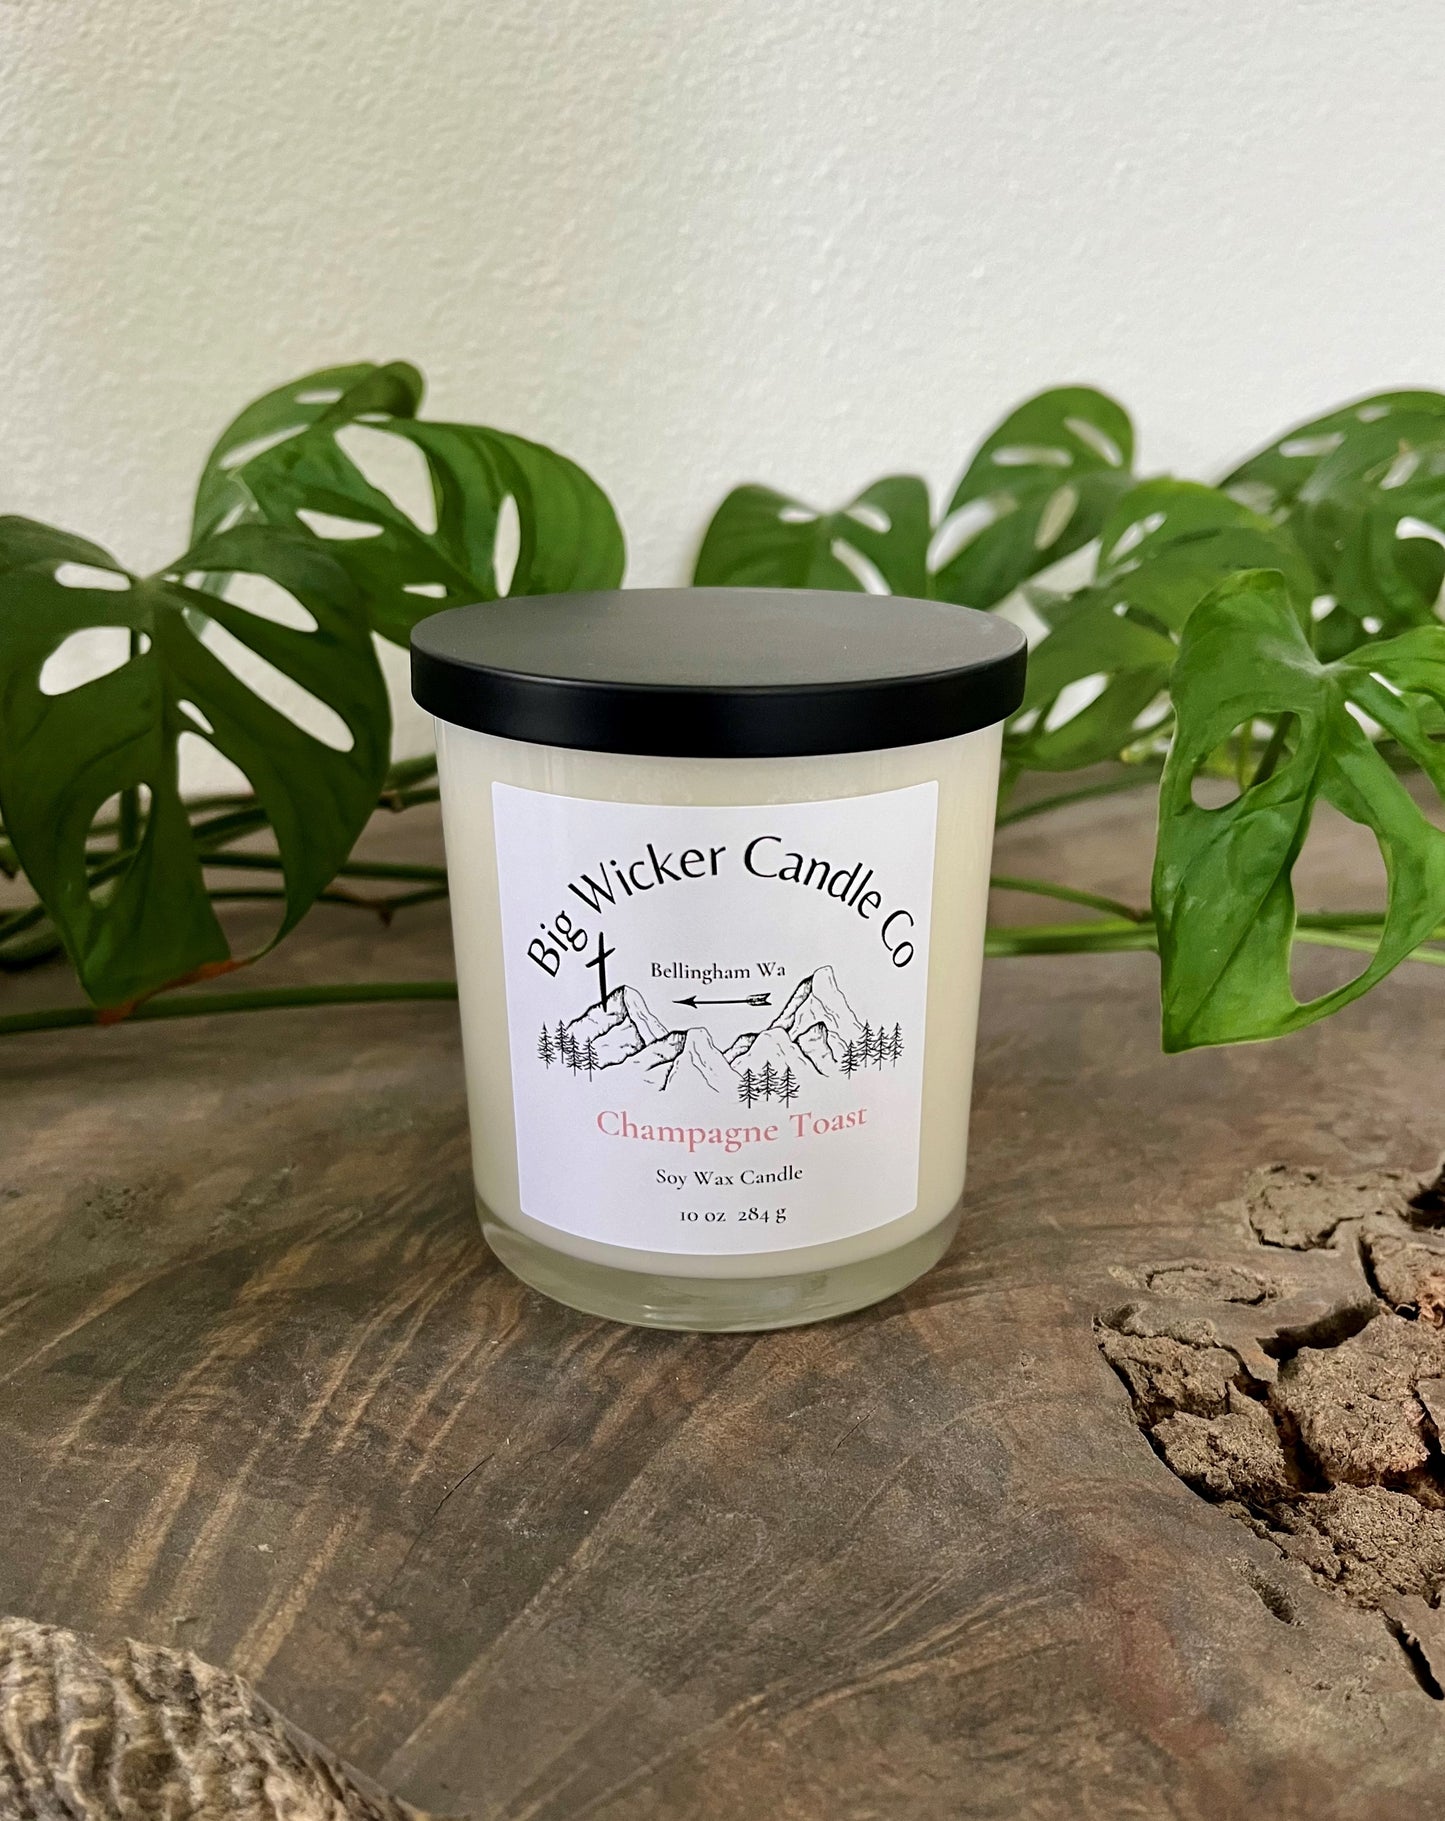 Big Wicker Candle Co
Bellingham Wa
Champagne Toast
Soy Wax Candle
10 oz 284 g